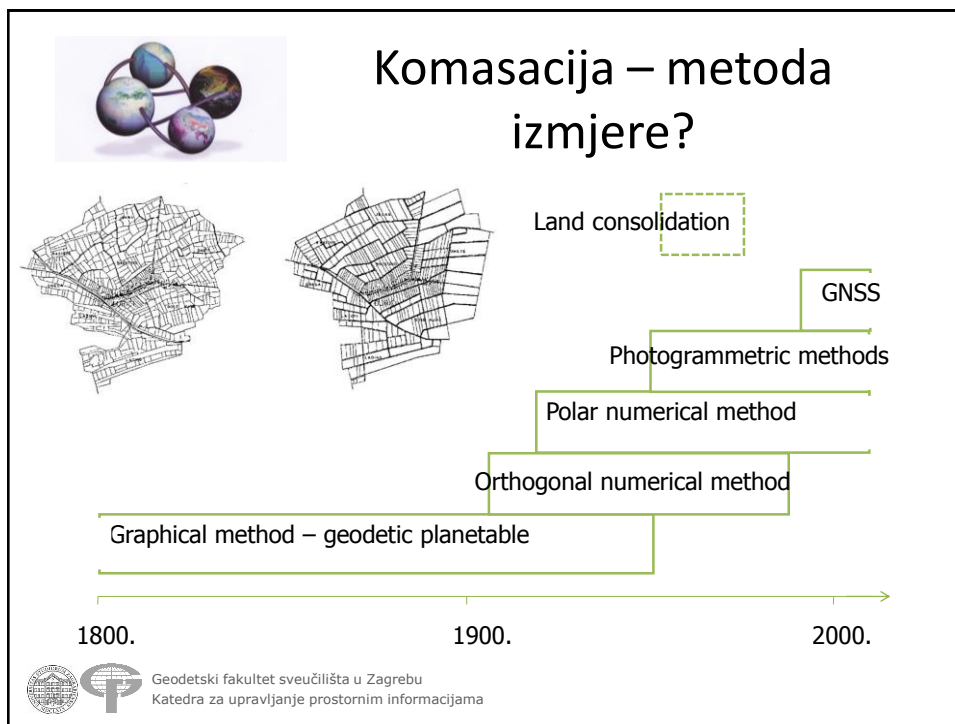 Komasacija – metoda
izmjere?
Land consolidation
GNSS
Photogrammetric methods
Polar numerical method
Orthogonal numerical method
Graphical method – geodetic planetable
1800.
1900.
2000.
Geodetski fakultet sveučilišta u Zagrebu
Katedra za upravljanje prostornim informacijama